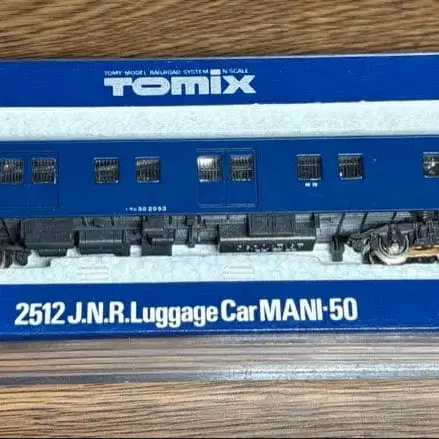 TOMY MODEL RAILROAD SYSTEM N SCALE
TOMIX
2512 J.N.R.Luggage Car MANI-50